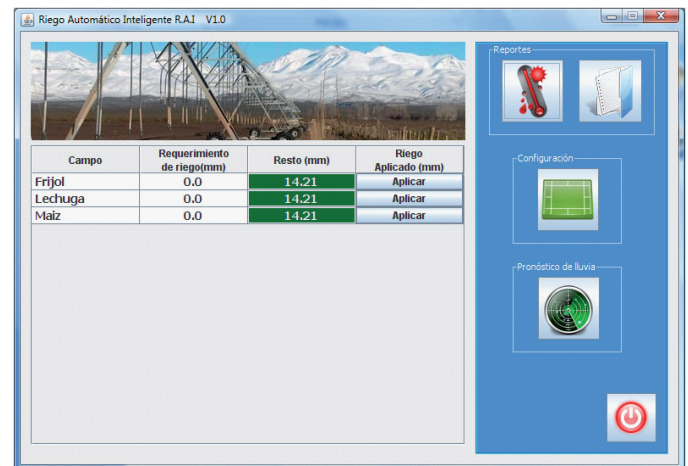 Riego Automático Inteligente R.A.I V1.0
Reportes
Campo Requerimiento de riego(mm) Resto (mm) Riego Aplicado (mm)
Frijol 0.0 14.21 Aplicar
Lechuga 0.0 14.21 Aplicar
Maiz 0.0 14.21 Aplicar
Configuración
Pronóstico de lluvia